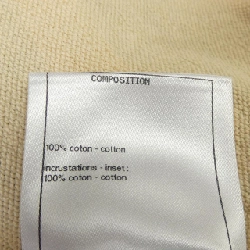 COMPOSITION
100% coton - cotton
incrustations - inset:
100% coton - cotton